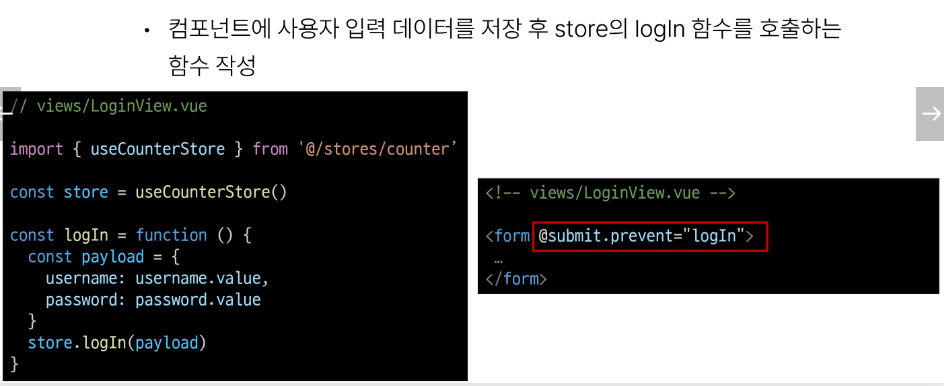 • 컴포넌트에 사용자 입력 데이터를 저장 후 store의 logIn 함수를 호출하는
함수 작성
// views/LoginView.vue
import { useCounterStore } from '@/stores/counter’
const store = useCounterStore()
const logIn = function () {
const payload = {
username: username.value,
password: password.value
}
store.logIn(payload)
}
<!-- views/LoginView.vue -->
<form @submit.prevent="logIn">
…
</form>